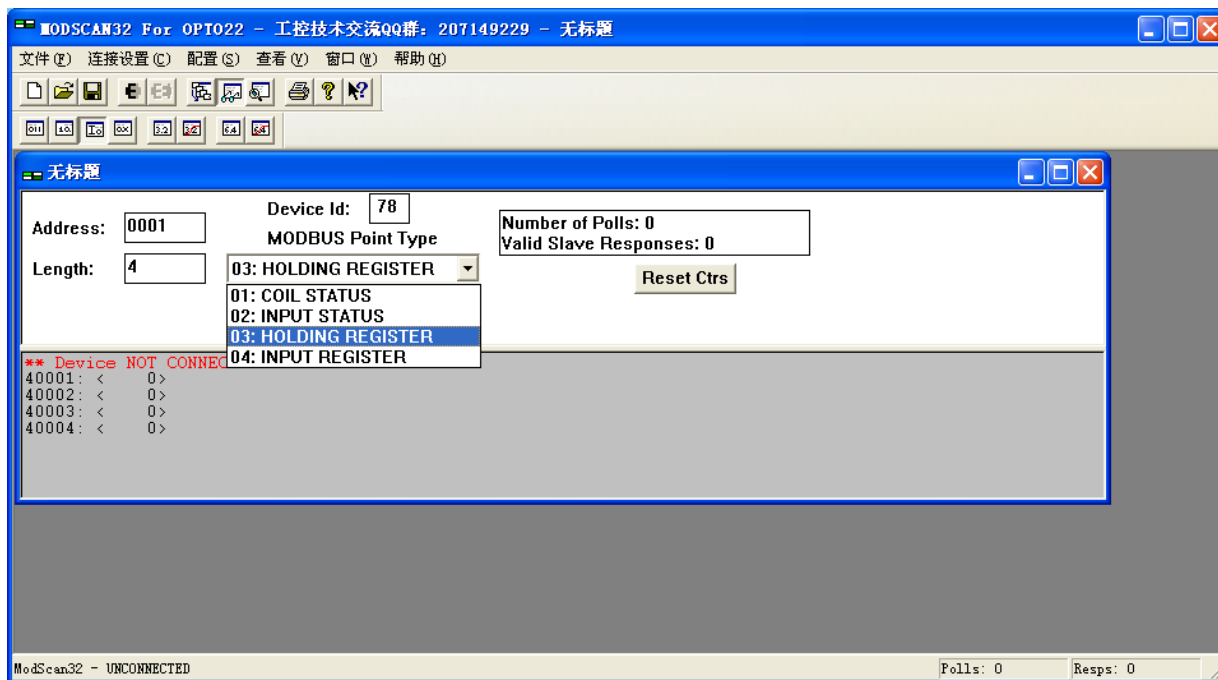 MODSCAN32 For OPTO22 - 工控技术交流QQ群：207149229 - 无标题
文件(F) 连接设置(C) 配置(S) 查看(V) 窗口(W) 帮助(H)
无标题
Address: 0001
Device Id: 78
MODBUS Point Type
Length: 4
03: HOLDING REGISTER
01: COIL STATUS
02: INPUT STATUS
03: HOLDING REGISTER
04: INPUT REGISTER
Number of Polls: 0
Valid Slave Responses: 0
Reset Ctrs
** Device NOT CONNEC
40001: <     0>
40002: <     0>
40003: <     0>
40004: <     0>
ModScan32 - UNCONNECTED
Polls: 0
Resps: 0